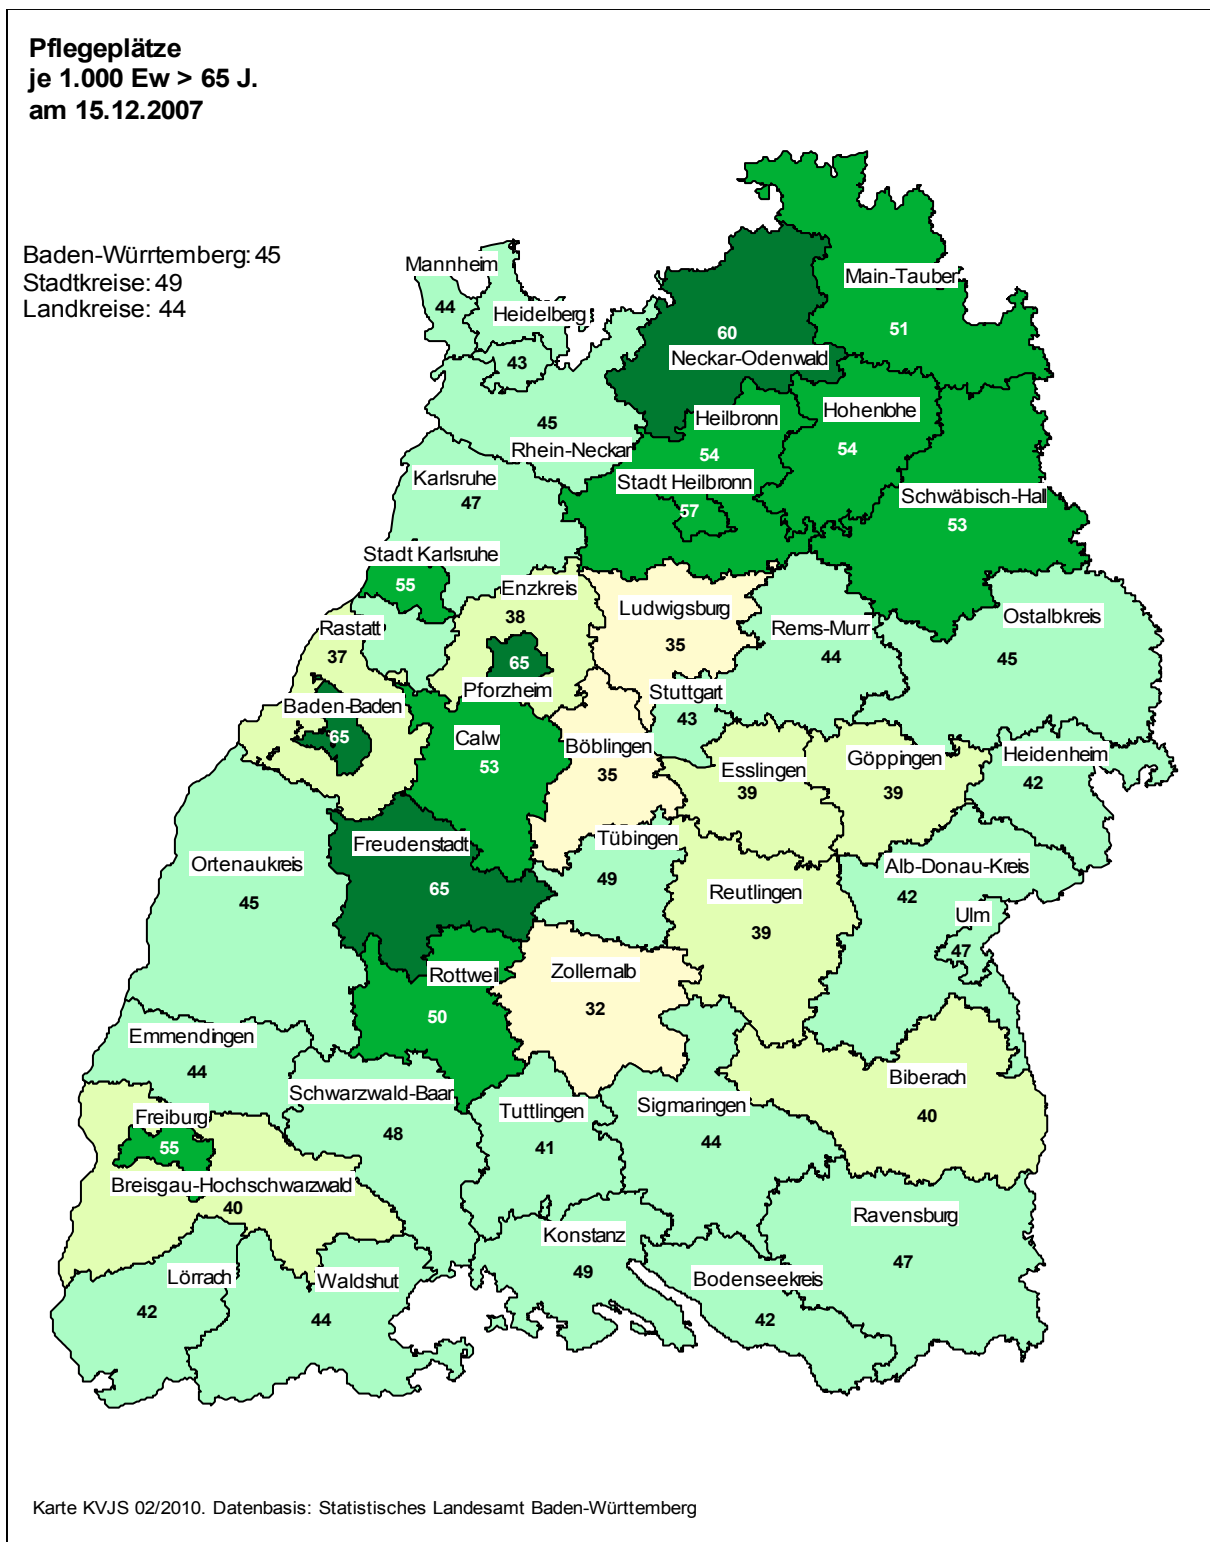 Pflegeplätze
je 1.000 Ew > 65 J.
am 15.12.2007
Baden-Würrtemberg: 45
Stadtkreise: 49
Landkreise: 44
Mannheim
44
Heidelberg
43
Main-Tauber
51
60
Neckar-Odenwald
45
Rhein-Neckar
Heilbronn
54
Hohenlohe
54
Stadt Heilbronn
57
Schwäbisch-Hall
53
Karlsruhe
47
Stadt Karlsruhe
55
Enzkreis
38
65
Pforzheim
Ludwigsburg
35
Rems-Murr
44
Ostalbkreis
45
Rastatt
37
Baden-Baden
65
Calw
53
Böblingen
35
Stuttgart
43
Esslingen
39
Göppingen
39
Heidenheim
42
Ortenaukreis
45
Freudenstadt
65
Tübingen
49
Reutlingen
39
Alb-Donau-Kreis
42
Ulm
47
Rottweil
50
Zollernalb
32
Emmendingen
44
Schwarzwald-Baar
48
Tuttlingen
41
Sigmaringen
44
Biberach
40
Freiburg
55
Breisgau-Hochschwarzwald
40
Lörrach
42
Waldshut
44
Konstanz
49
Bodenseekreis
42
Ravensburg
47
Karte KVJS 02/2010. Datenbasis: Statistisches Landesamt Baden-Württemberg